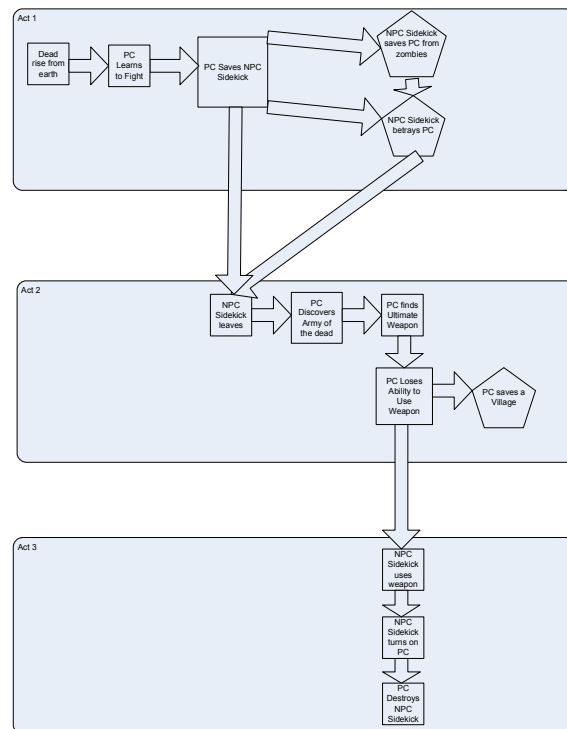 Act 1
Dead
rise from
earth
PC
Learns
to Fight
PC Saves NPC
Sidekick
NPC Sidekick
saves PC from
zombies
NPC Sidekick
betrays PC
Act 2
NPC
Sidekick
leaves
PC
Discovers
Army of
the dead
PC finds
Ultimate
Weapon
PC Loses
Ability to
Use
Weapon
PC saves a
Village
Act 3
NPC
Sidekick
uses
weapon
NPC
Sidekick
turns on
PC
PC
Destroys
NPC
Sidekick